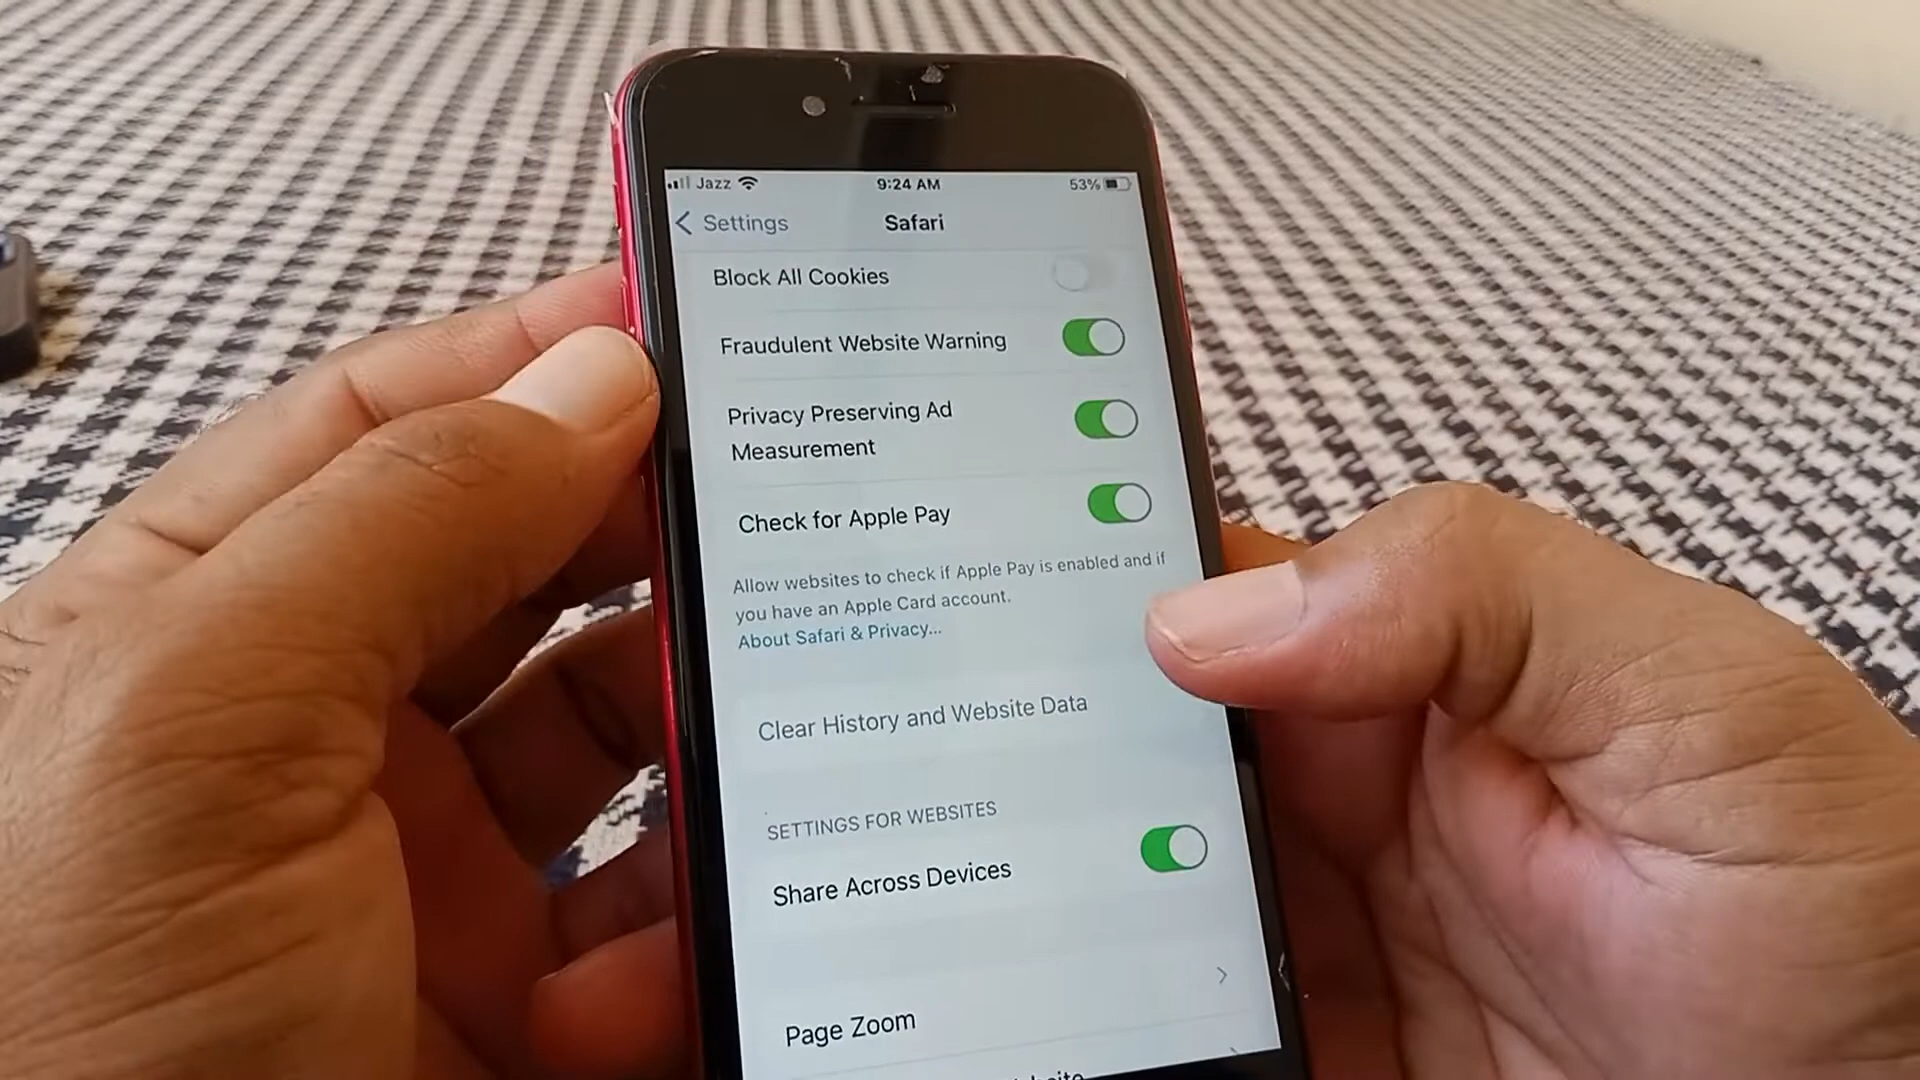 Jazz 9:24 AM 53%
Settings Safari
Block All Cookies
Fraudulent Website Warning
Privacy Preserving Ad
Measurement
Check for Apple Pay
Allow websites to check if Apple Pay is enabled and if
you have an Apple Card account.
About Safari & Privacy...
Clear History and Website Data
SETTINGS FOR WEBSITES
Share Across Devices
Page Zoom